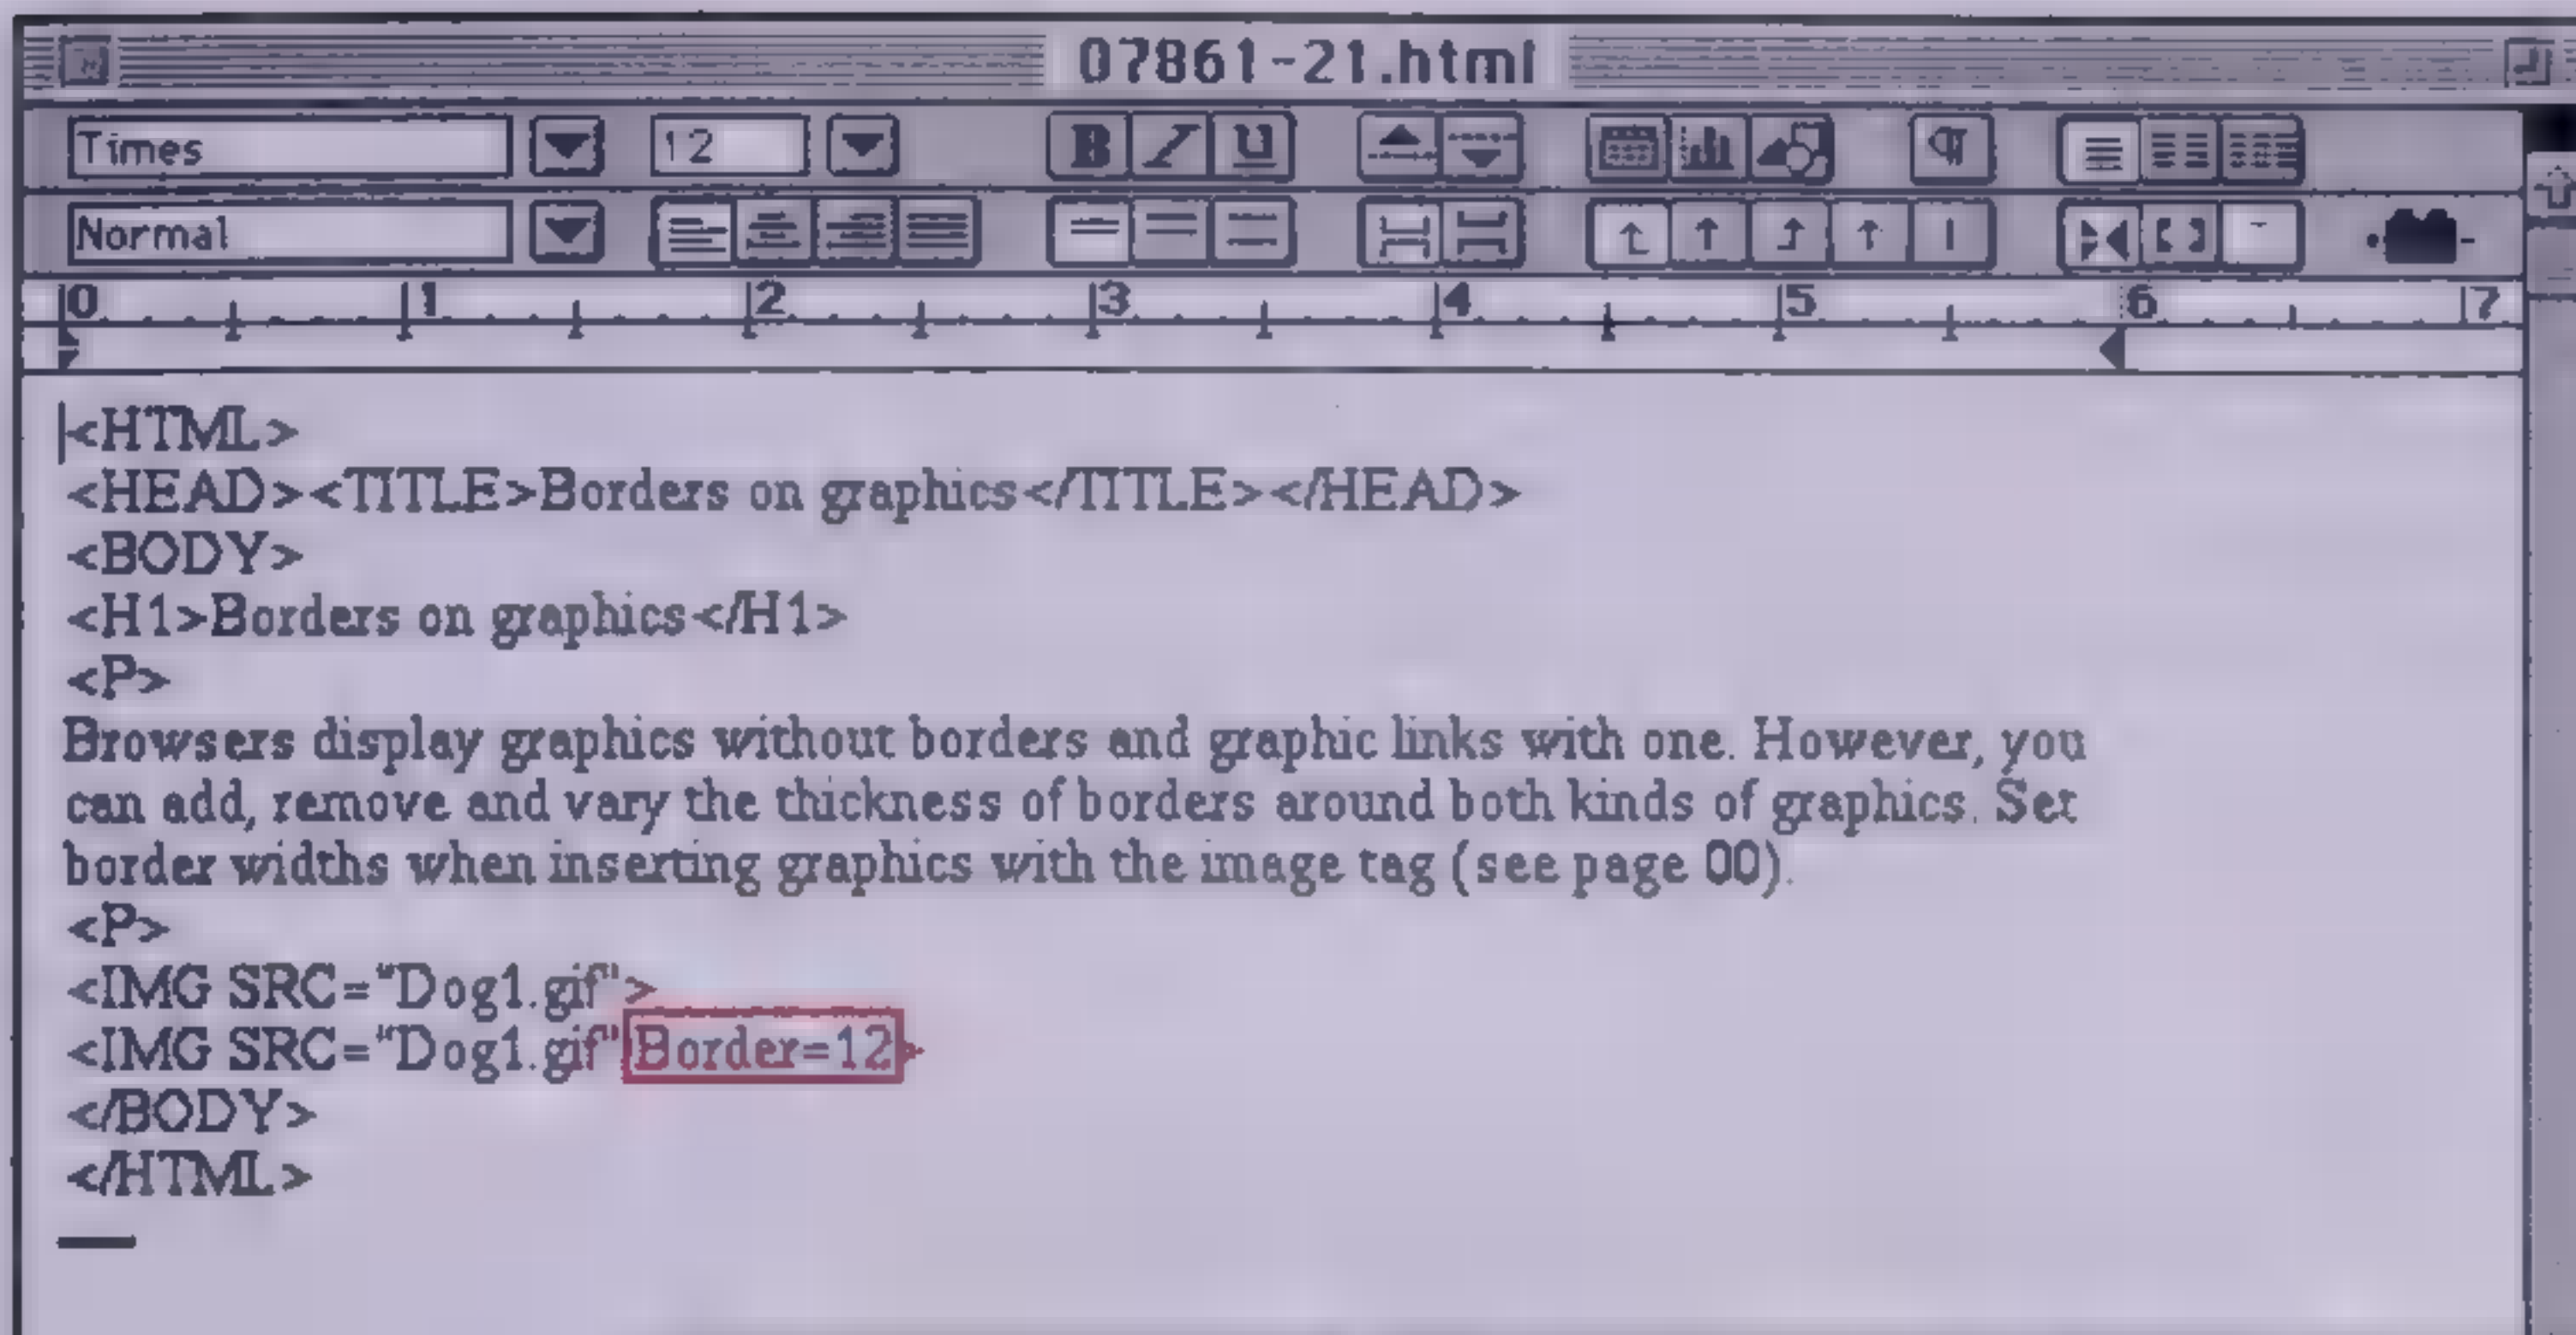 07861-21.html
Times 12 B I U
Normal
0 1 2 3 4 5 6 7
<HTML>
<HEAD><TITLE>Borders on graphics</TITLE></HEAD>
<BODY>
<H1>Borders on graphics</H1>
<P>
Browsers display graphics without borders and graphic links with one. However, you
can add, remove and vary the thickness of borders around both kinds of graphics. Set
border widths when inserting graphics with the image tag (see page 00).
<P>
<IMG SRC="Dog1.gif">
<IMG SRC="Dog1.gif" Border=12>
</BODY>
</HTML>